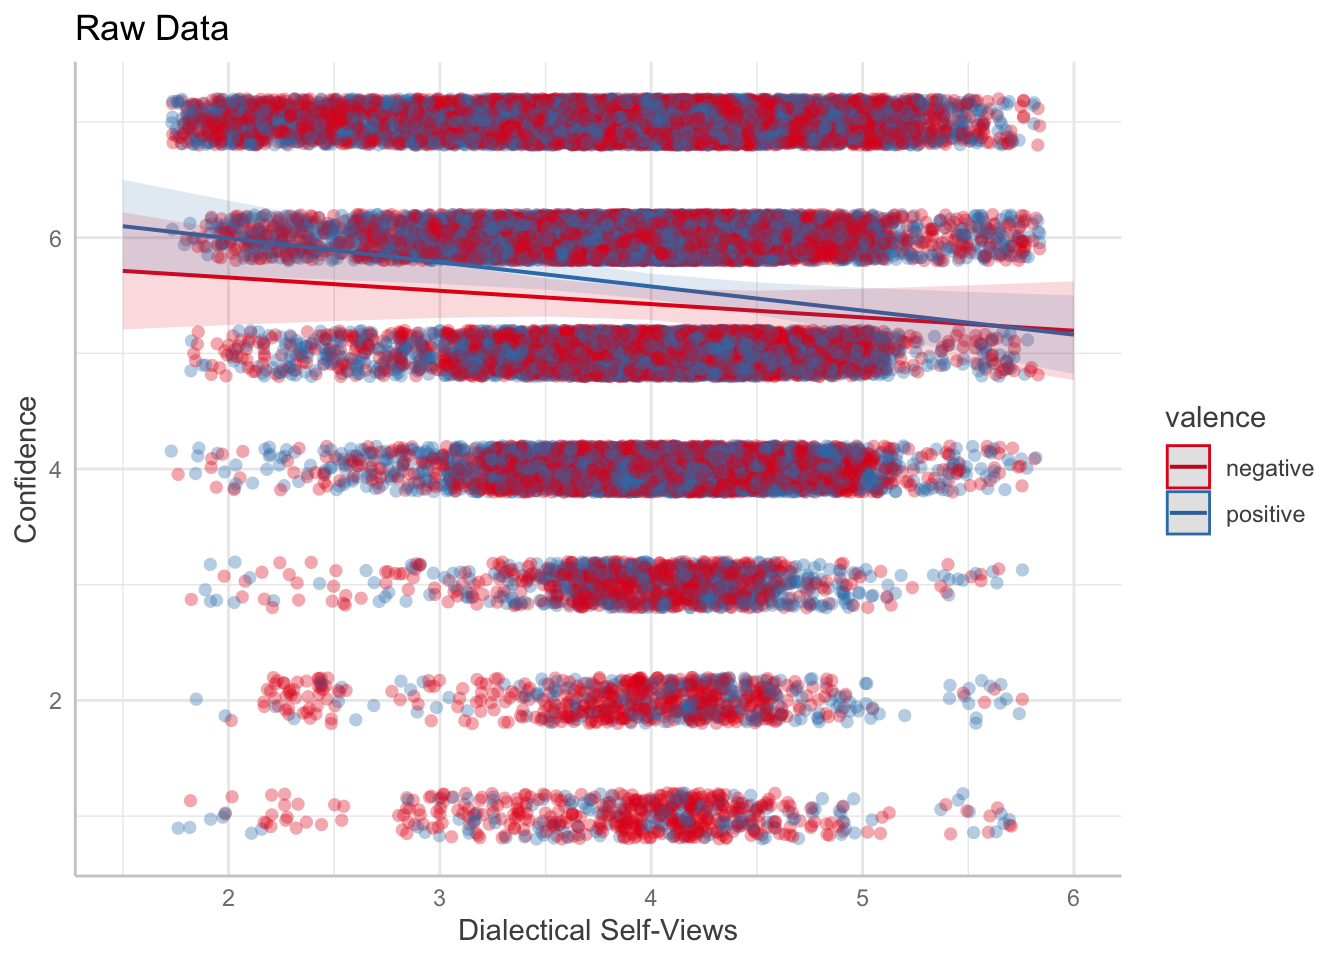 Raw Data
6
4
2
Confidence
2 3 4 5 6
Dialectical Self-Views
valence
negative
positive